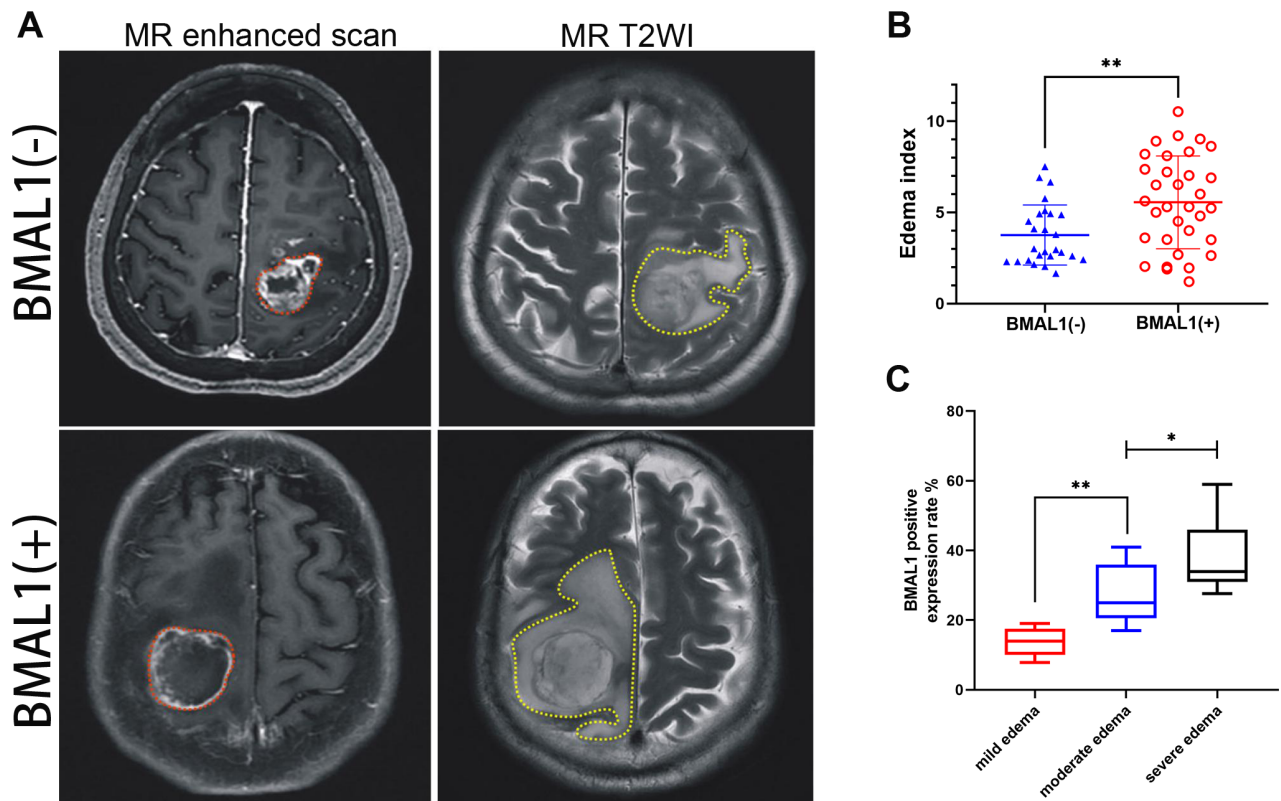 A
MR enhanced scan
MR T2WI
BMAL1(-)
BMAL1(+)
B
**
Edema index
10
5
0
BMAL1(-)
BMAL1(+)
C
BMAL1 positive
expression rate %
80
60
40
20
0
**
*
mild edema
moderate edema
severe edema